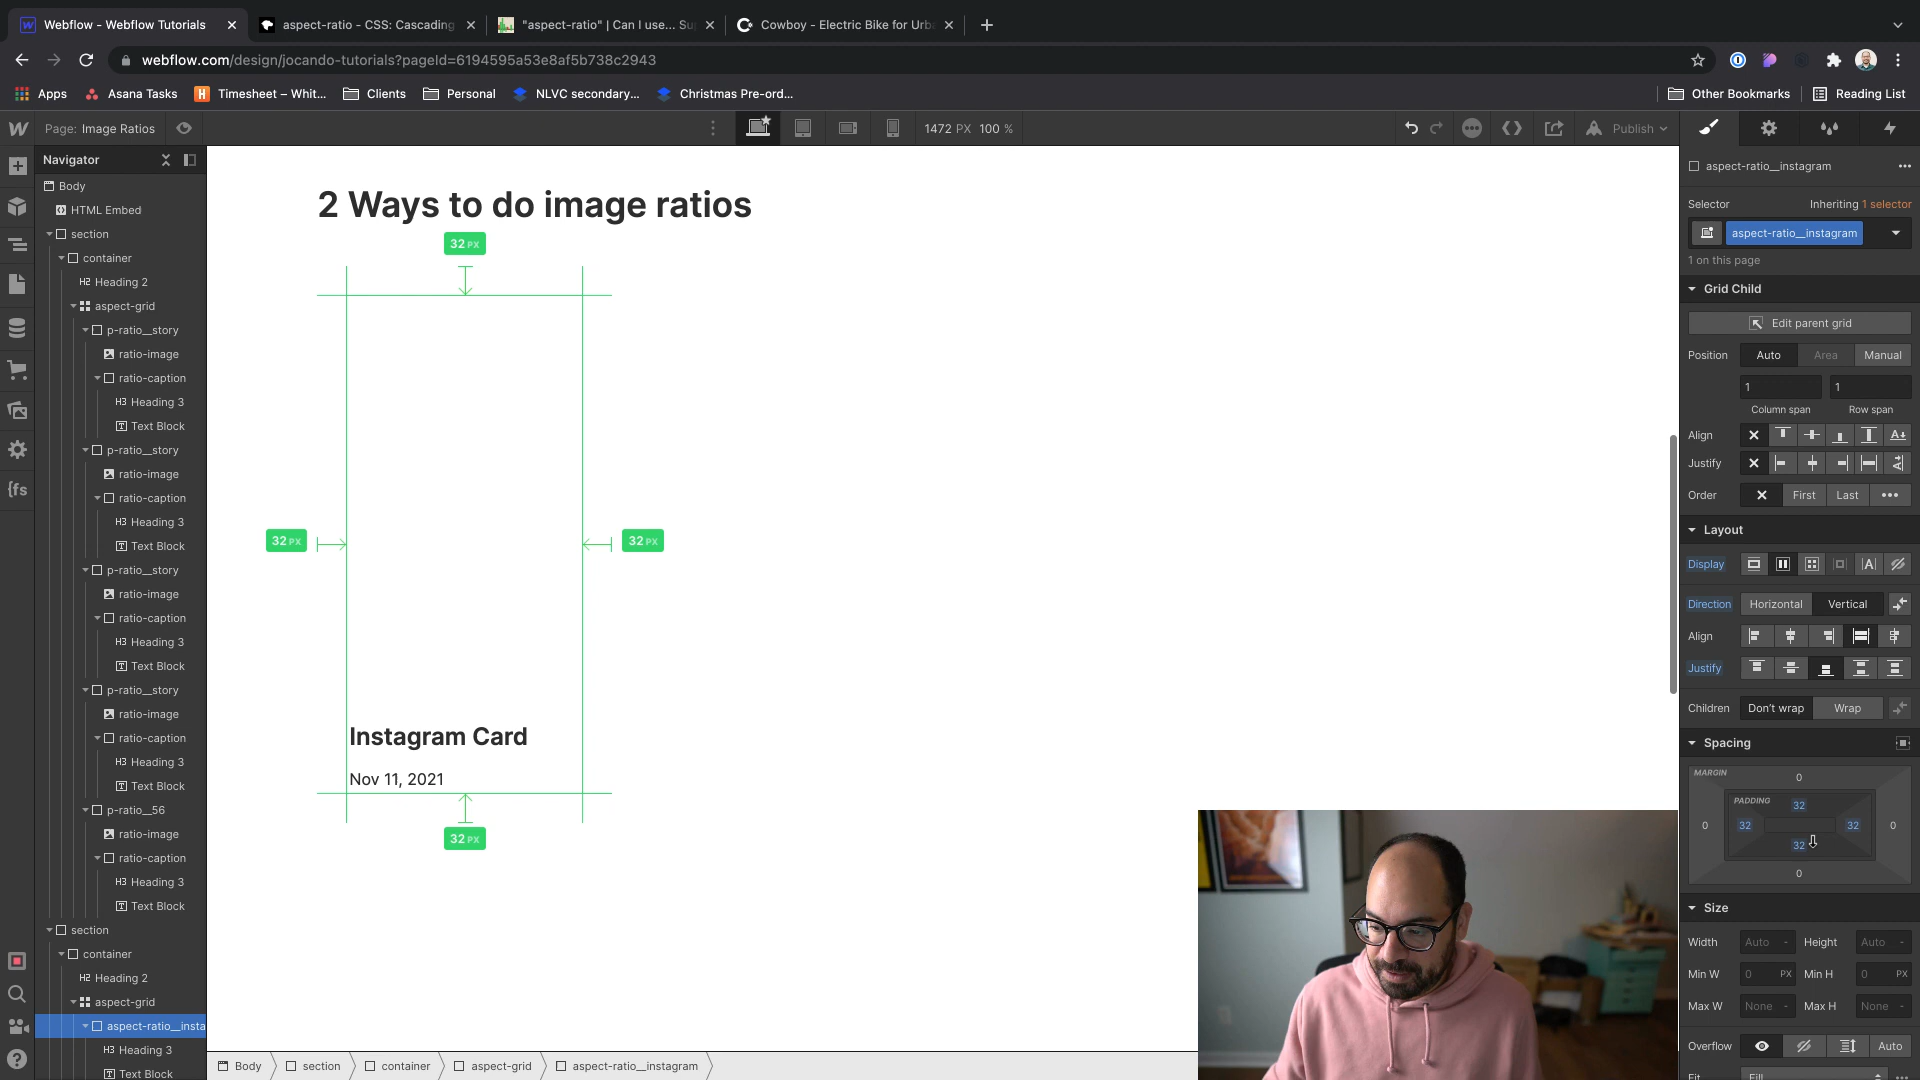 Webflow - Webflow Tutorials
aspect-ratio - CSS: Cascading
"aspect-ratio" | Can I use... Su
Cowboy - Electric Bike for Urb
webflow.com/design/jocando-tutorials?pageId=6194595a53e8af5b738c2943
Apps
Asana Tasks
Timesheet – Whit...
Clients
Personal
NLVC secondary...
Christmas Pre-ord...
Other Bookmarks
Reading List
Page: Image Ratios
1472 PX 100 %
Publish
Navigator
Body
HTML Embed
section
container
H2 Heading 2
aspect-grid
p-ratio__story
ratio-image
ratio-caption
H3 Heading 3
Text Block
p-ratio__story
ratio-image
ratio-caption
H3 Heading 3
Text Block
p-ratio__story
ratio-image
ratio-caption
H3 Heading 3
Text Block
p-ratio__story
ratio-image
ratio-caption
H3 Heading 3
Text Block
p-ratio__56
ratio-image
ratio-caption
H3 Heading 3
Text Block
section
container
H2 Heading 2
aspect-grid
aspect-ratio__insta
H3 Heading 3
Text Block
2 Ways to do image ratios
32 PX
32 PX
32 PX
Instagram Card
Nov 11, 2021
32 PX
Body
section
container
aspect-grid
aspect-ratio__instagram
aspect-ratio__instagram
Selector
Inheriting 1 selector
aspect-ratio__instagram
1 on this page
Grid Child
Edit parent grid
Position
Auto
Area
Manual
1
1
Column span
Row span
Align
Justify
Order
First
Last
Layout
Display
Direction
Horizontal
Vertical
Align
Justify
Children
Don't wrap
Wrap
Spacing
MARGIN
0
PADDING
32
0
32
32
0
32
0
Size
Width
Auto -
Height
Auto -
Min W
0 PX
Min H
0 PX
Max W
None -
Max H
None -
Overflow
Auto
Fit
Fill